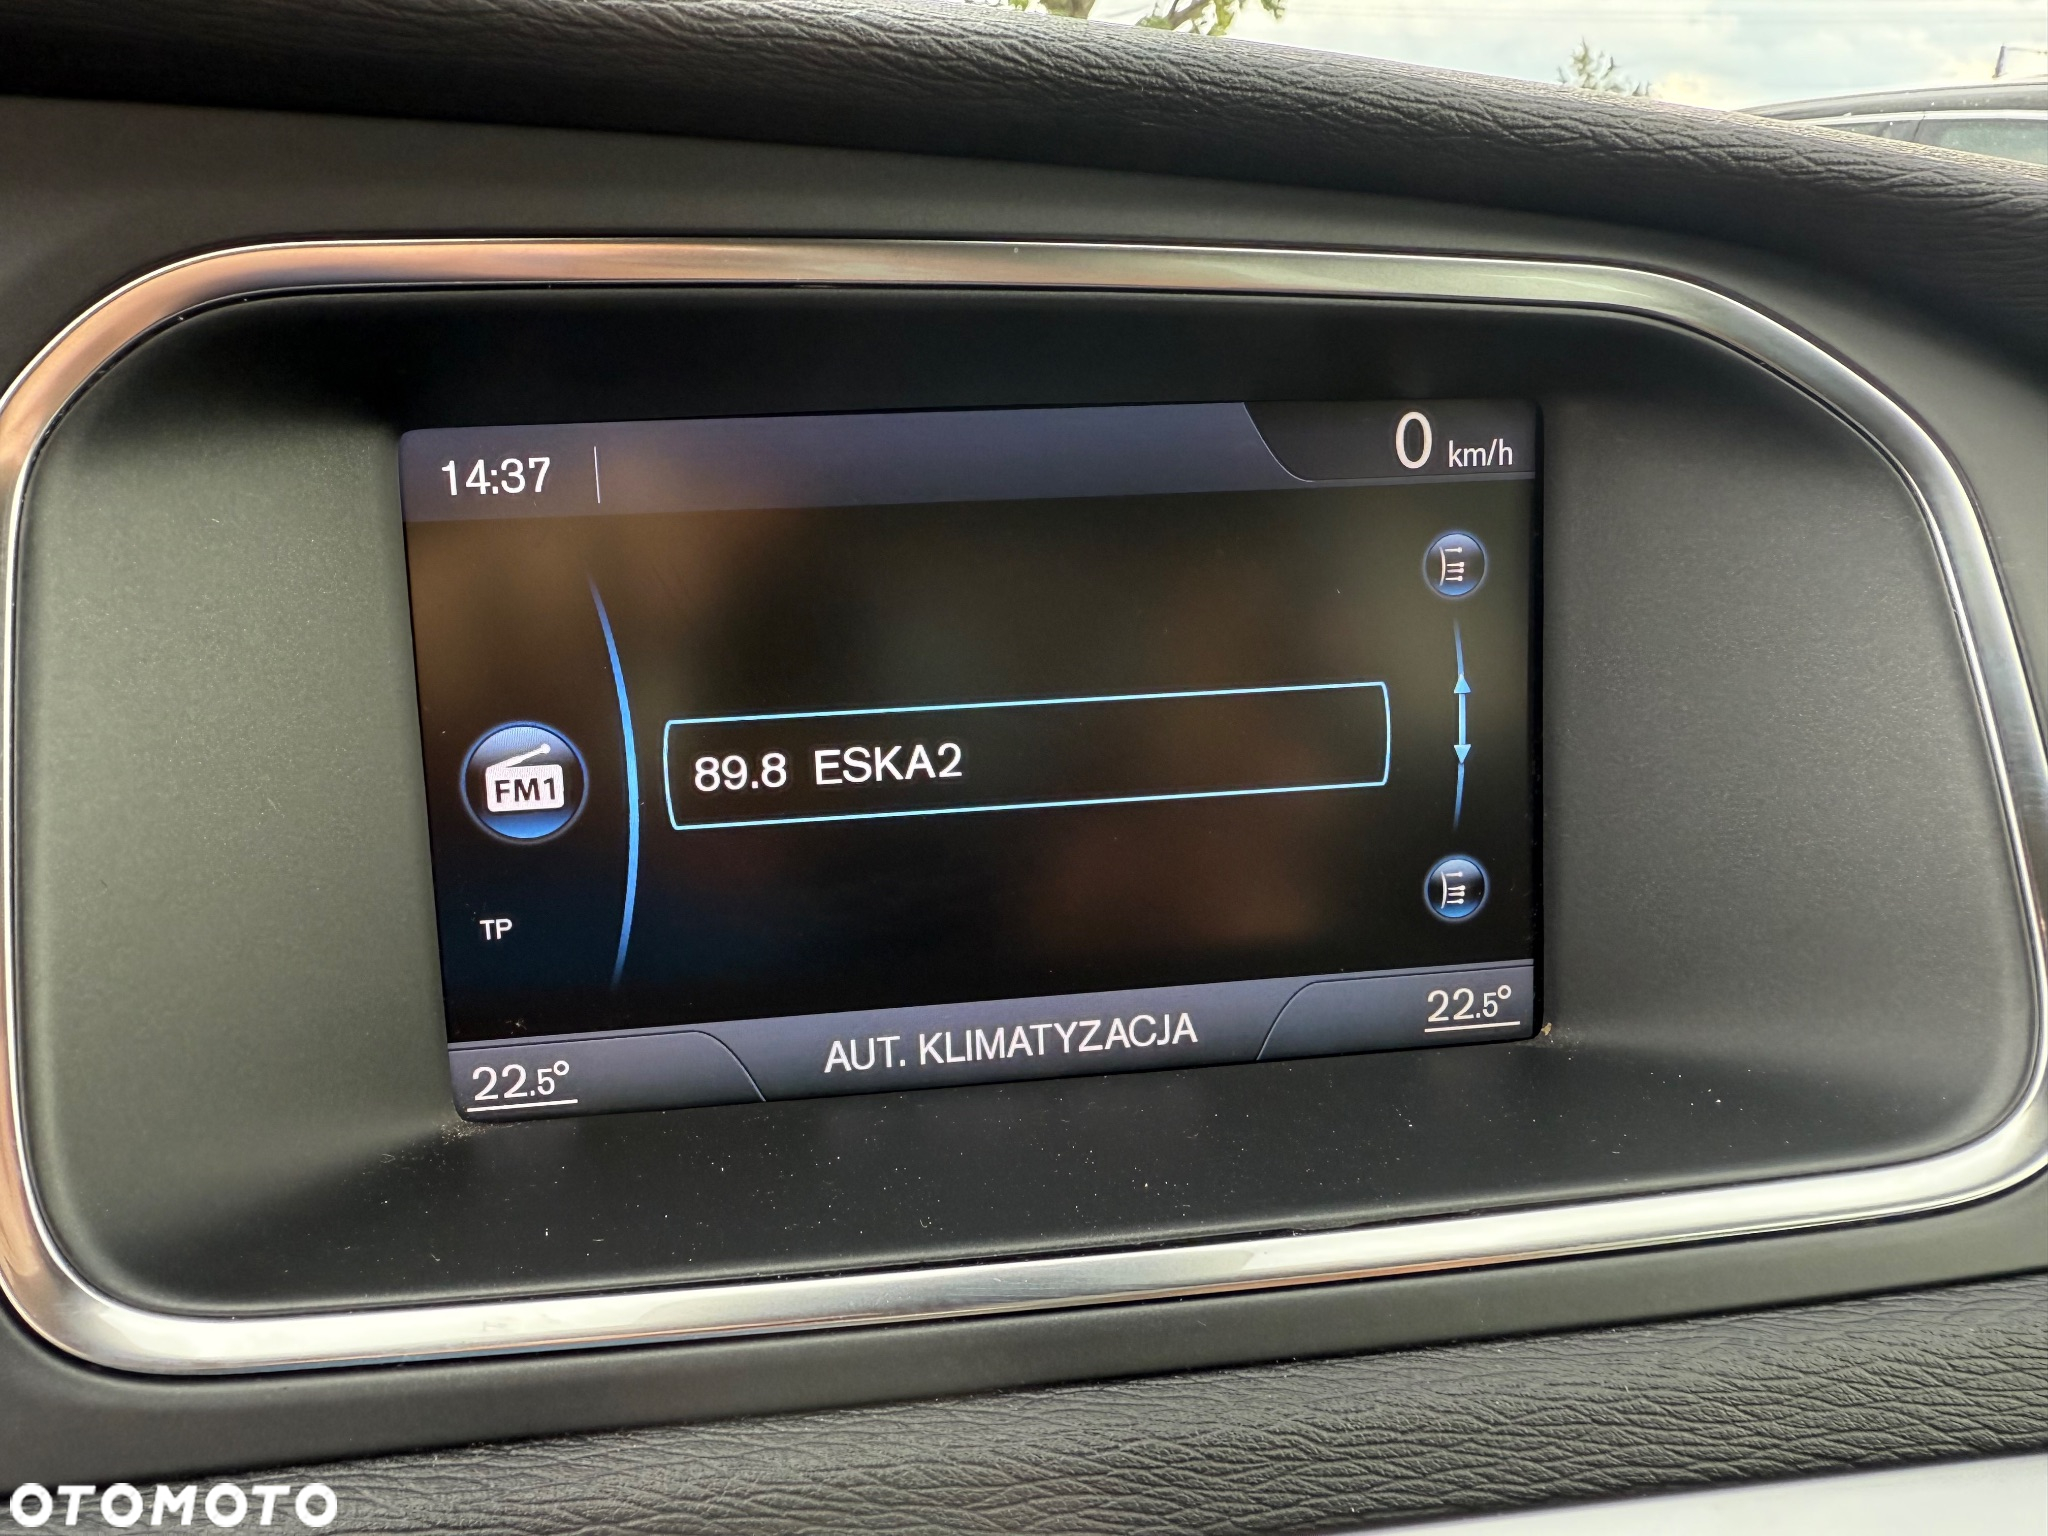 14:37
0 km/h
FM1
89.8 ESKA2
TP
22.5°
AUT. KLIMATYZACJA
22.5°
OTOMOTO